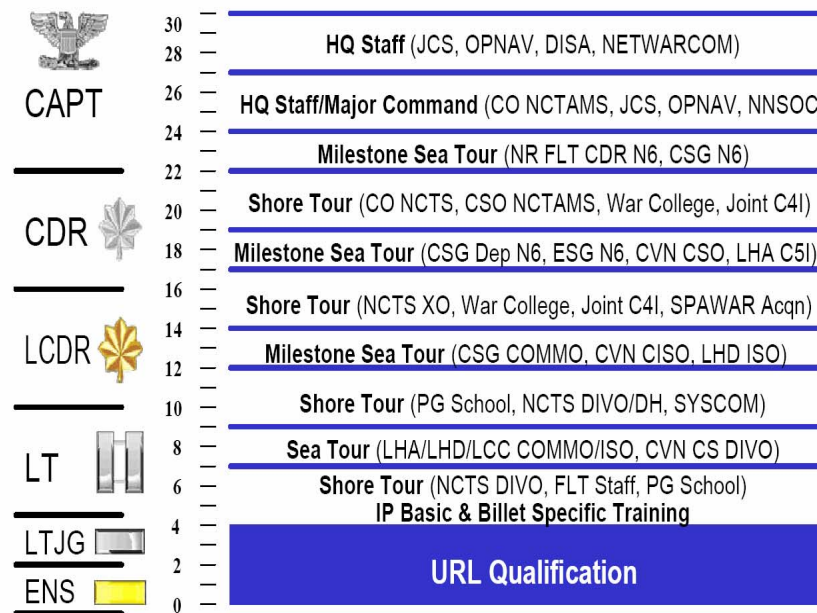 30
HQ Staff (JCS, OPNAV, DISA, NETWARCOM)
28
CAPT
26
HQ Staff/Major Command (CO NCTAMS, JCS, OPNAV, NNSOC
24
Milestone Sea Tour (NR FLT CDR N6, CSG N6)
22
Shore Tour (CO NCTS, CSO NCTAMS, War College, Joint C4I)
20
CDR
18
Milestone Sea Tour (CSG Dep N6, ESG N6, CVN CSO, LHA C5I)
16
Shore Tour (NCTS XO, War College, Joint C4I, SPAWAR Acqn)
14
LCDR
Milestone Sea Tour (CSG COMMO, CVN CISO, LHD ISO)
12
Shore Tour (PG School, NCTS DIVO/DH, SYSCOM)
10
8
Sea Tour (LHA/LHD/LCC COMMO/ISO, CVN CS DIVO)
LT
6
Shore Tour (NCTS DIVO, FLT Staff, PG School)
IP Basic & Billet Specific Training
4
LTJG
2
URL Qualification
ENS
0